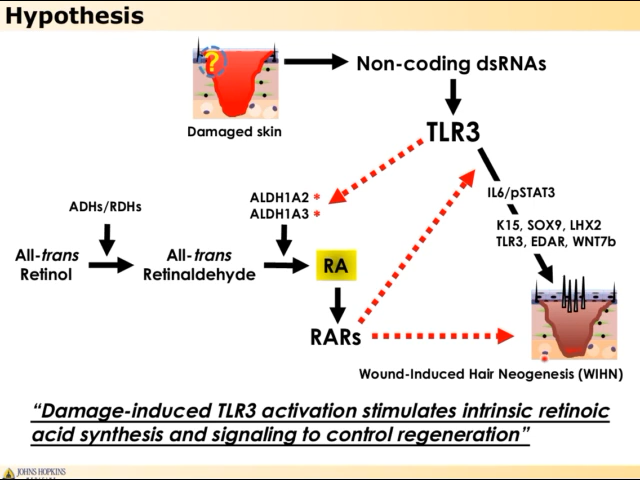 Hypothesis
?
Non-coding dsRNAs
Damaged skin
TLR3
IL6/pSTAT3
ALDH1A2 *
ALDH1A3 *
ADHs/RDHs
K15, SOX9, LHX2
TLR3, EDAR, WNT7b
All-trans
Retinol
All-trans
Retinaldehyde
RA
RARs
Wound-Induced Hair Neogenesis (WIHN)
“Damage-induced TLR3 activation stimulates intrinsic retinoic
acid synthesis and signaling to control regeneration”
JOHNS HOPKINS